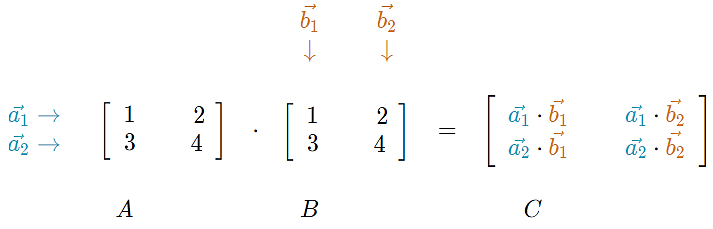 b⃗₁ b⃗₂
↓ ↓
a⃗₁ → [ 1 2 ] · [ 1 2 ] = [ a⃗₁ · b⃗₁ a⃗₁ · b⃗₂ ]
a⃗₂ → [ 3 4 ] [ 3 4 ] [ a⃗₂ · b⃗₁ a⃗₂ · b⃗₂ ]
A B C